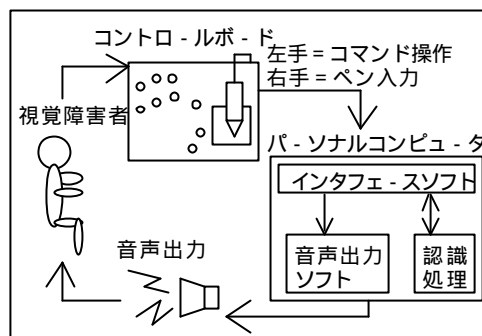 コントロ-ルボ-ド
左手=コマンド操作
右手=ペン入力
視覚障害者
パ-ソナルコンピュ-タ
インタフェ-スソフト
音声出力
ソフト
認識
処理
音声出力